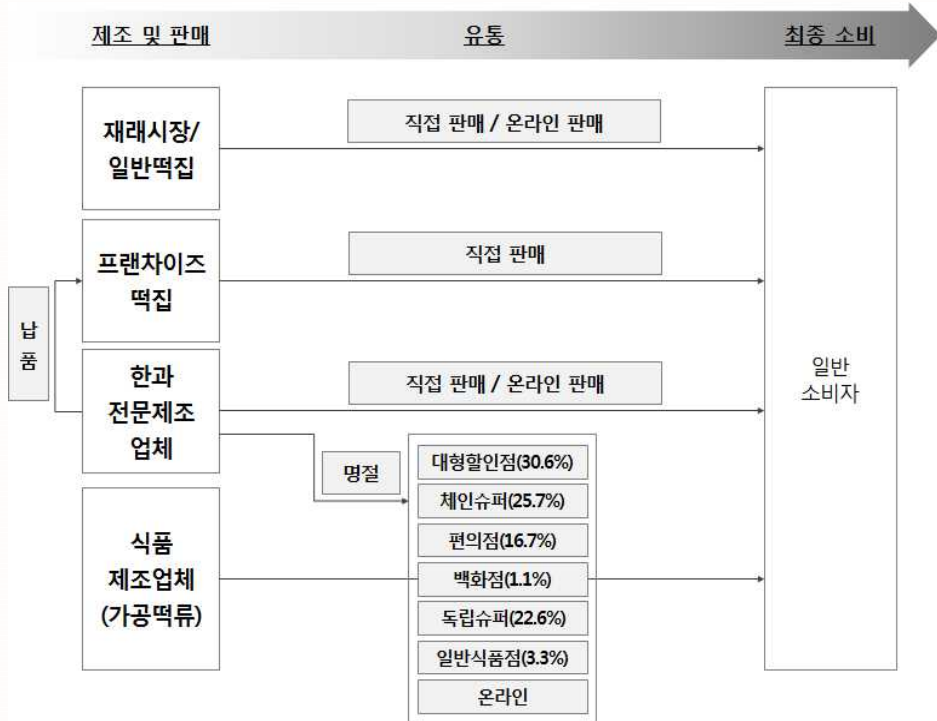 제조 및 판매
유통
최종 소비
재래시장/
일반떡집
직접 판매 / 온라인 판매
프랜차이즈
떡집
직접 판매
납
품
한과
전문제조
업체
직접 판매 / 온라인 판매
일반
소비자
명절
대형할인점(30.6%)
체인슈퍼(25.7%)
편의점(16.7%)
백화점(1.1%)
독립슈퍼(22.6%)
일반식품점(3.3%)
온라인
식품
제조업체
(가공떡류)